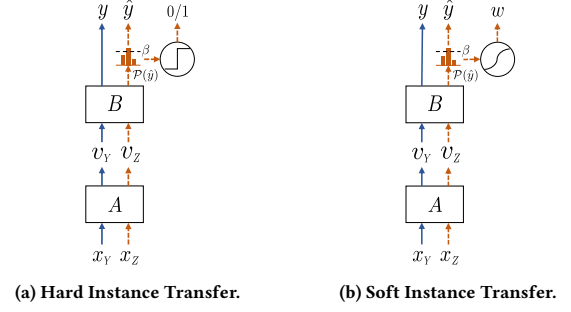 y ŷ 0/1
β
𝒫(ŷ)
B
v_Y v_Z
A
x_Y x_Z
(a) Hard Instance Transfer.
y ŷ w
β
𝒫(ŷ)
B
v_Y v_Z
A
x_Y x_Z
(b) Soft Instance Transfer.